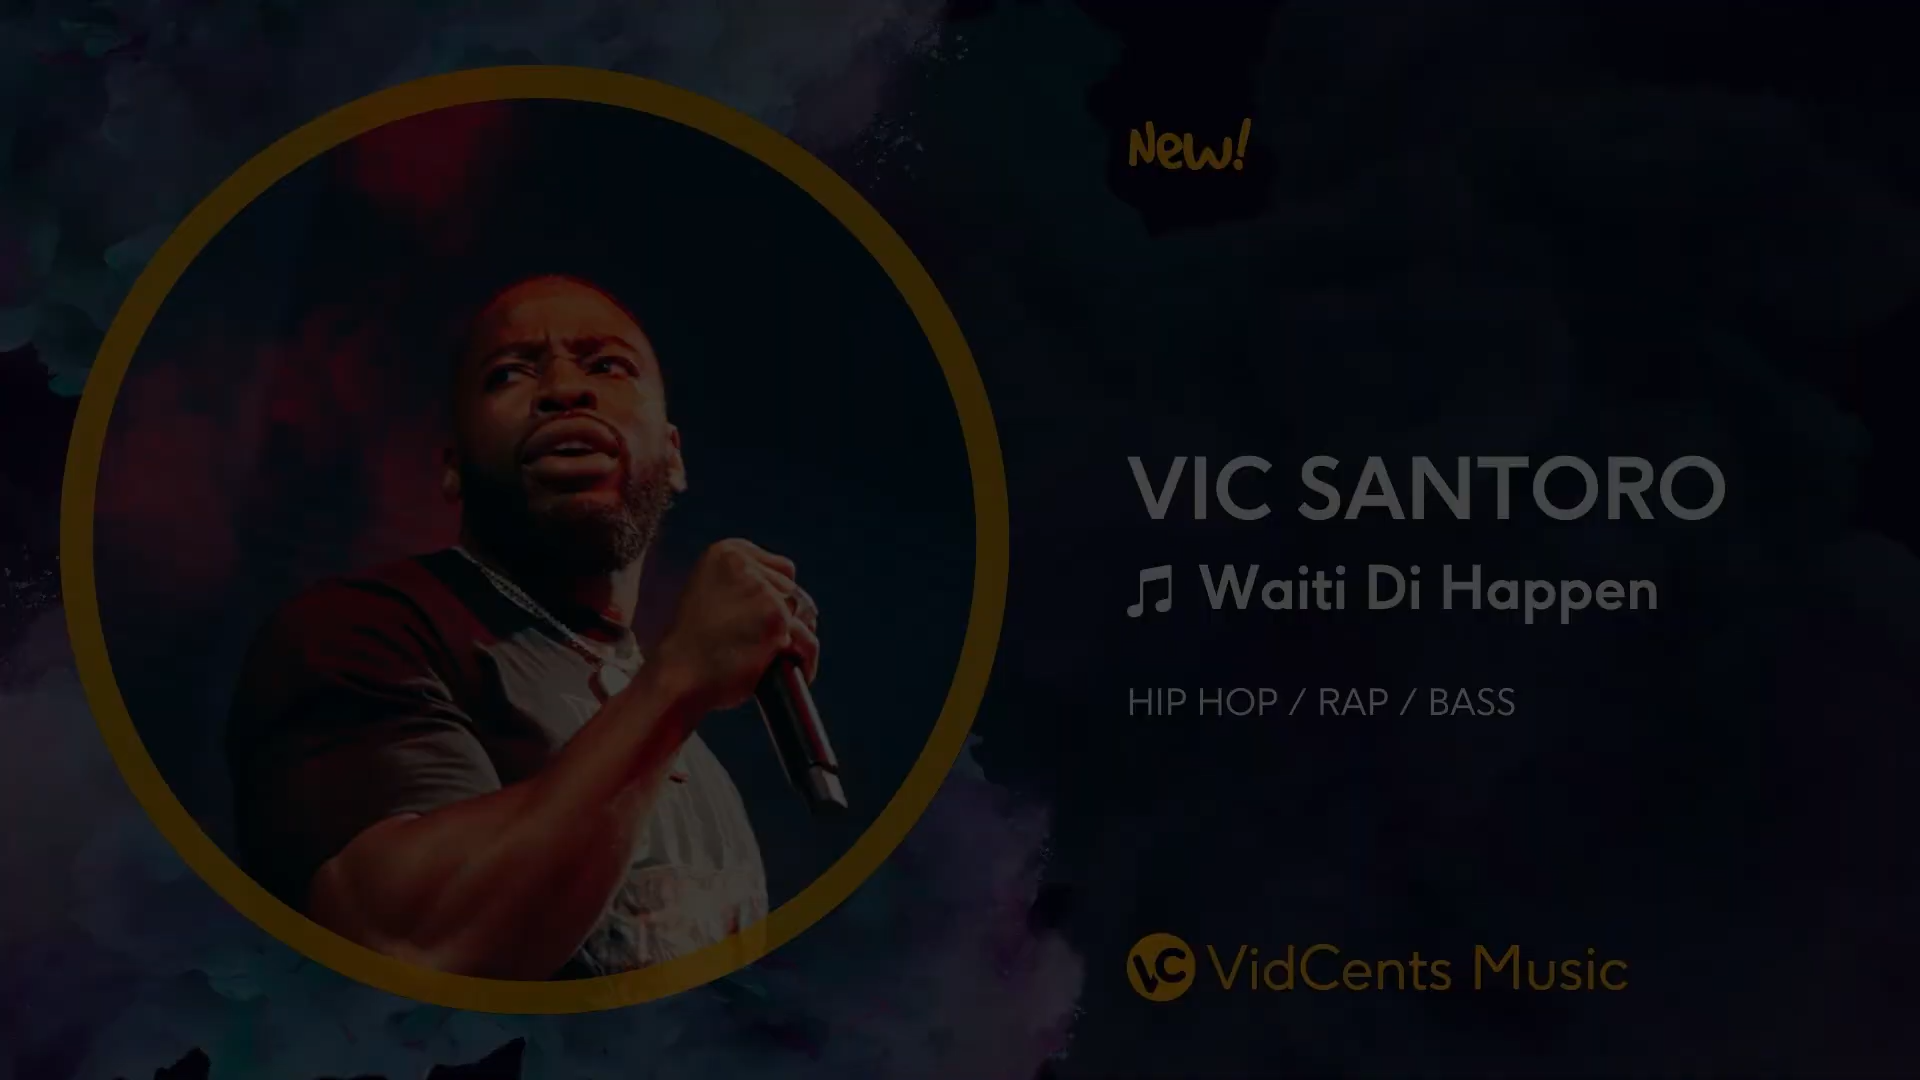 New!
VIC SANTORO
Waiti Di Happen
HIP HOP / RAP / BASS
VC VidCents Music